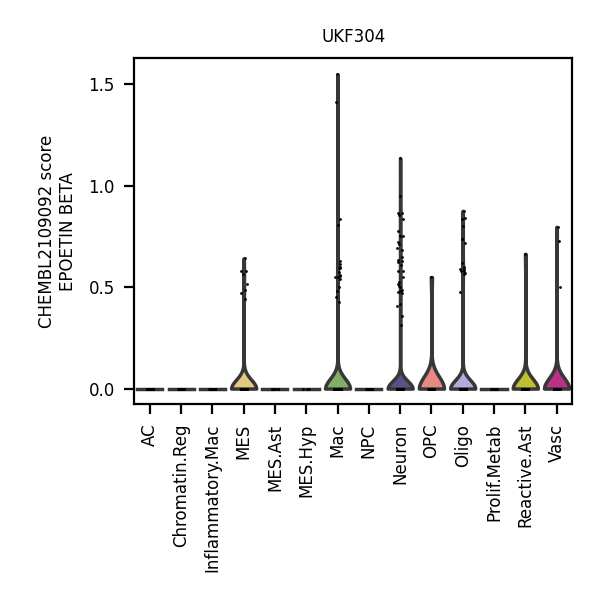 UKF304
CHEMBL2109092 score
EPOETIN BETA
1.5
1.0
0.5
0.0
AC
Chromatin.Reg
Inflammatory.Mac
MES
MES.Ast
MES.Hyp
Mac
NPC
Neuron
OPC
Oligo
Prolif.Metab
Reactive.Ast
Vasc